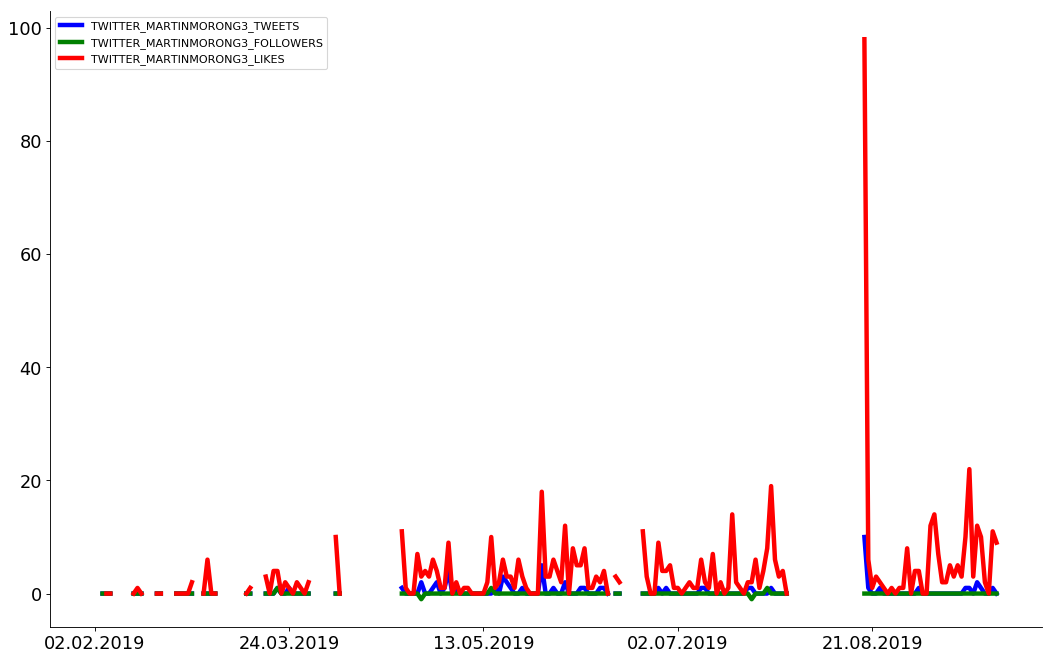 TWITTER_MARTINMORONG3_TWEETS
TWITTER_MARTINMORONG3_FOLLOWERS
TWITTER_MARTINMORONG3_LIKES
100
80
60
40
20
0
02.02.2019 24.03.2019 13.05.2019 02.07.2019 21.08.2019